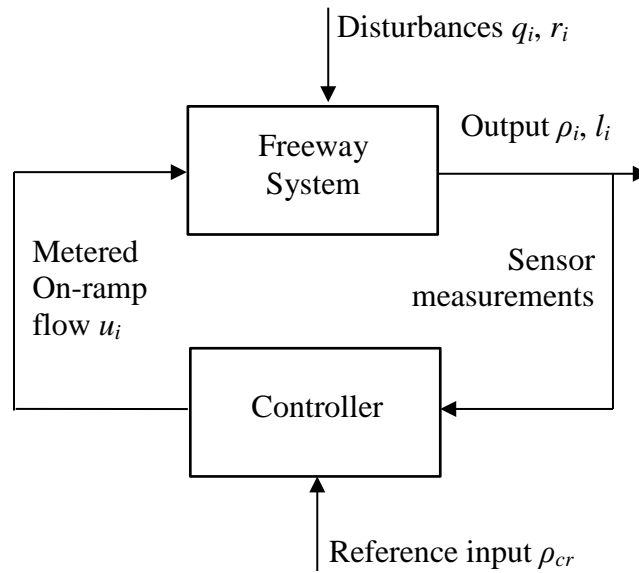 Disturbances qi, ri
Freeway
System
Output ρi, li
Metered
On-ramp
flow ui
Sensor
measurements
Controller
Reference input ρcr